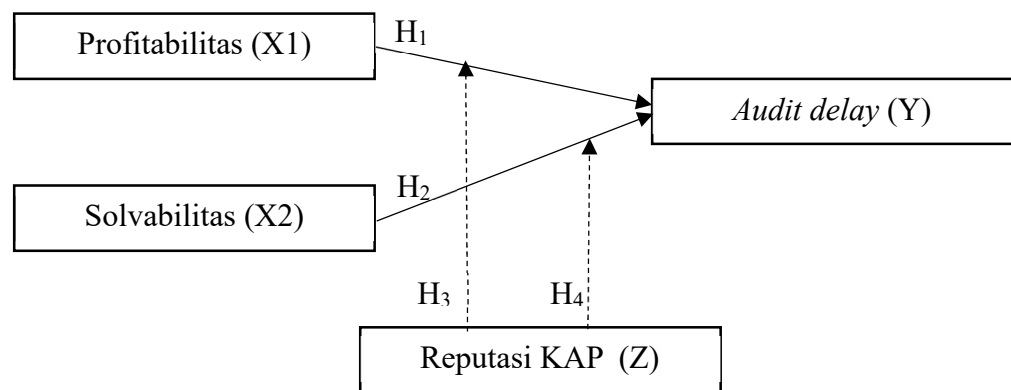 Profitabilitas (X1)
H1
Audit delay (Y)
H2
Solvabilitas (X2)
H3
H4
Reputasi KAP (Z)